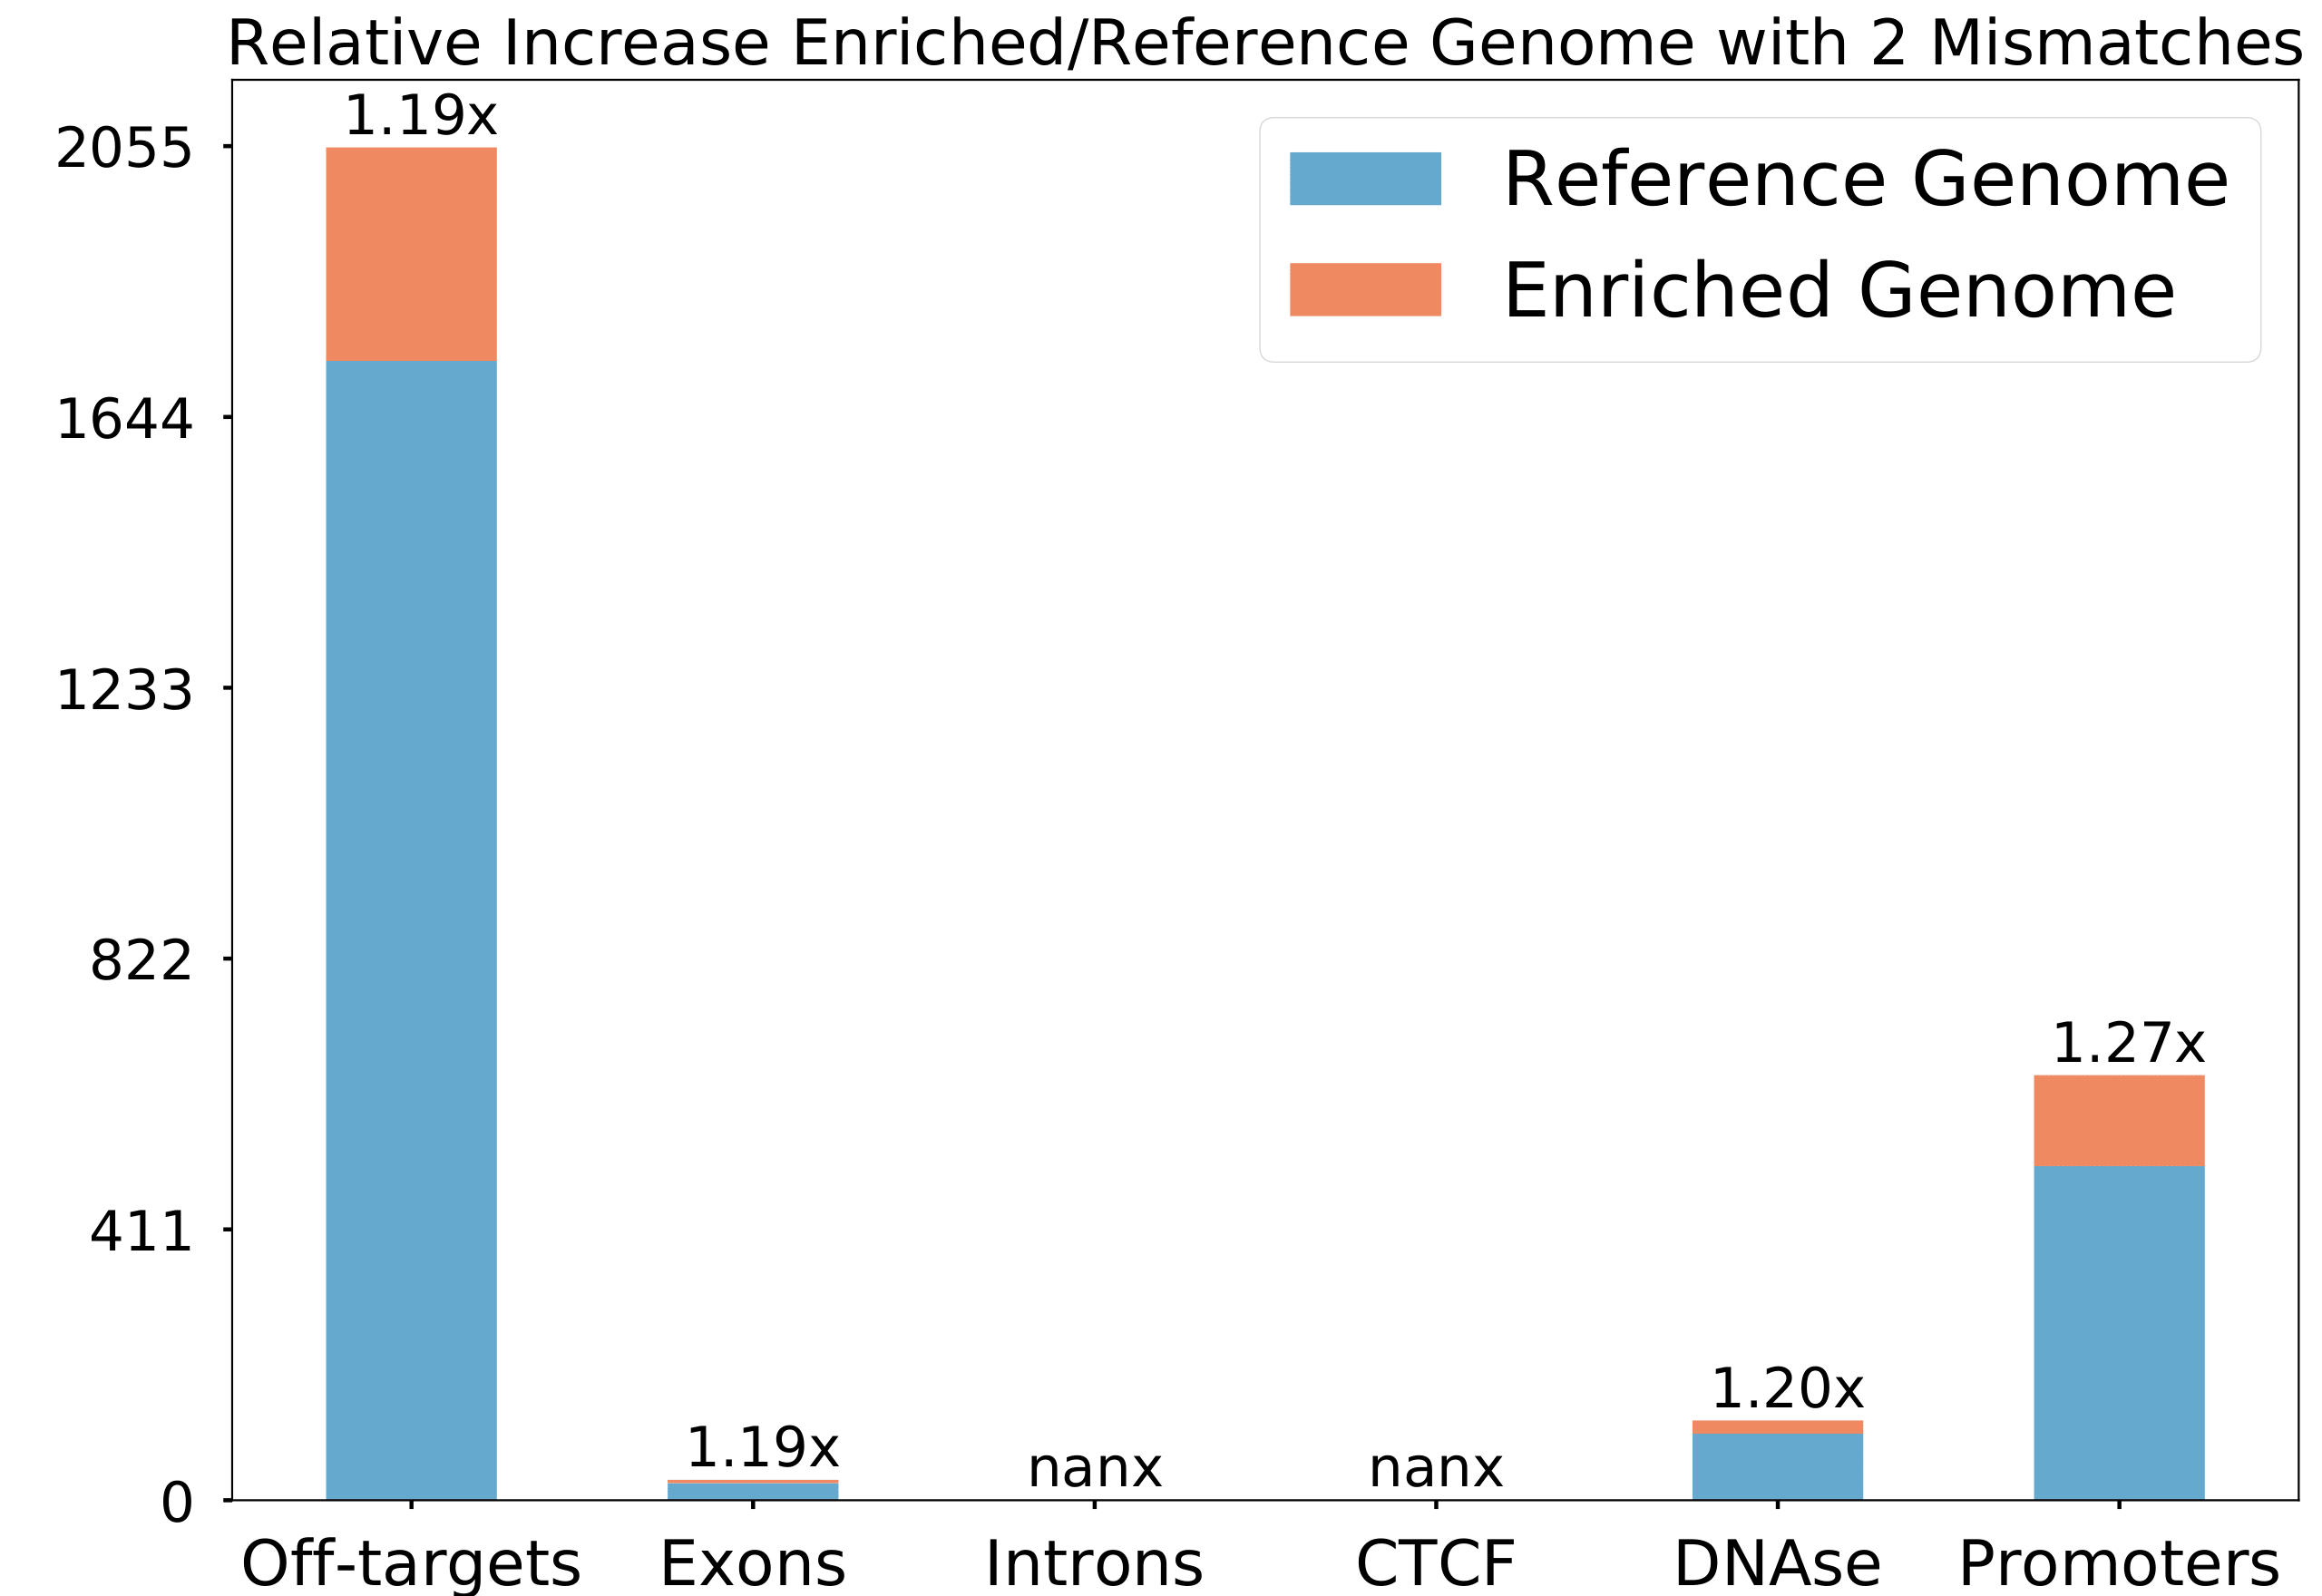 Relative Increase Enriched/Reference Genome with 2 Mismatches
Reference Genome
Enriched Genome
2055
1644
1233
822
411
0
1.19x
1.19x
nanx
nanx
1.20x
1.27x
Off-targets
Exons
Introns
CTCF
DNAse
Promoters